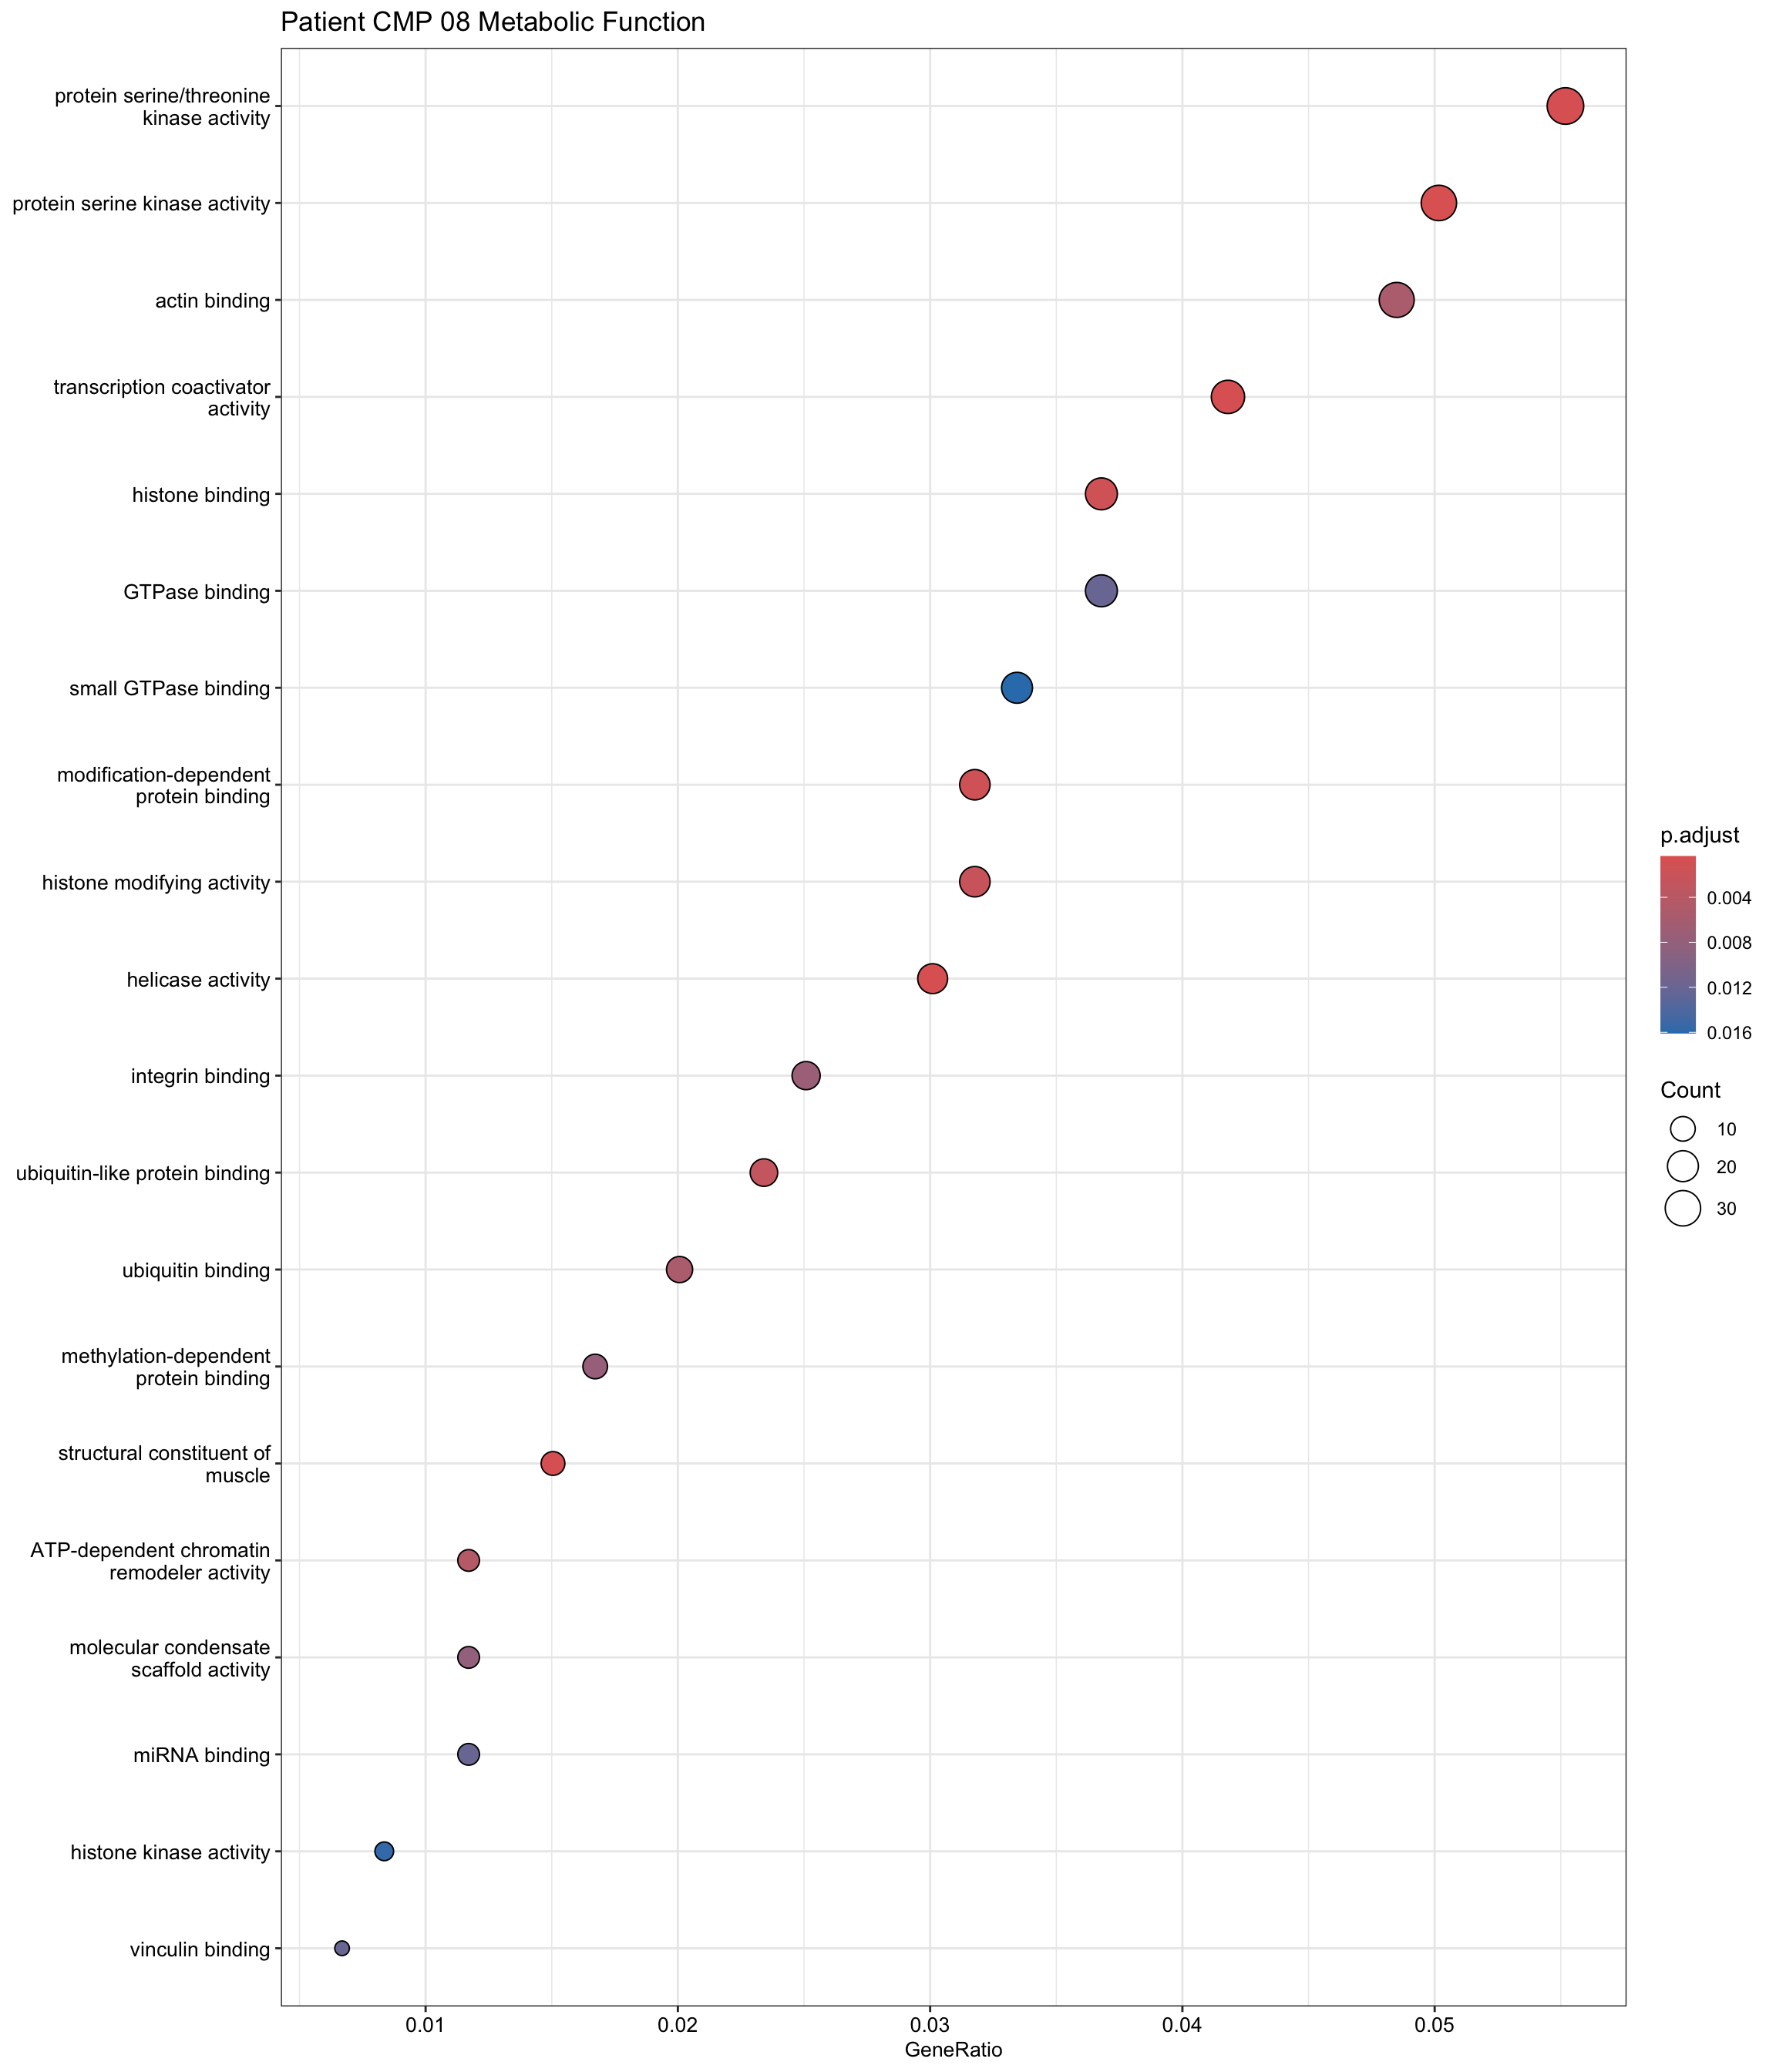 Patient CMP 08 Metabolic Function
protein serine/threonine
kinase activity
protein serine kinase activity
actin binding
transcription coactivator
activity
histone binding
GTPase binding
small GTPase binding
modification-dependent
protein binding
histone modifying activity
helicase activity
integrin binding
ubiquitin-like protein binding
ubiquitin binding
methylation-dependent
protein binding
structural constituent of
muscle
ATP-dependent chromatin
remodeler activity
molecular condensate
scaffold activity
miRNA binding
histone kinase activity
vinculin binding
0.01
0.02
0.03
0.04
0.05
GeneRatio
p.adjust
0.004
0.008
0.012
0.016
Count
10
20
30